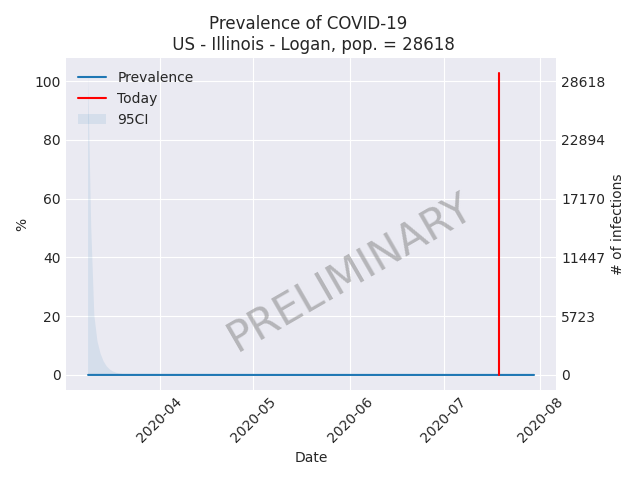 Prevalence of COVID-19
US - Illinois - Logan, pop. = 28618
Prevalence
Today
95CI
100
80
60
40
20
0
%
28618
22894
17170
11447
5723
0
# of infections
PRELIMINARY
2020-04
2020-05
2020-06
2020-07
2020-08
Date